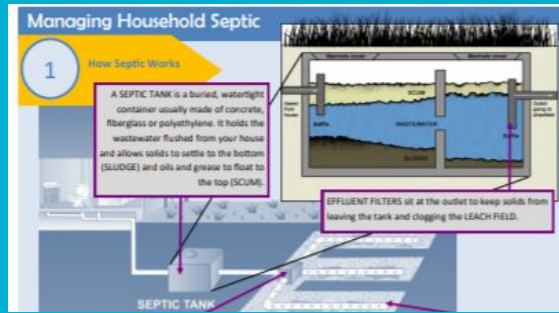 Managing Household Septic
1
How Septic Works
A SEPTIC TANK is a buried, watertight
container usually made of concrete,
fiberglass or polyethylene. It holds the
wastewater flushed from your house
and allows solids to settle to the bottom
(SLUDGE) and oils and grease to float to
the top (SCUM).
SCUM
WASTEWATER
SLUDGE
EFFLUENT FILTERS sit at the outlet to keep solids from
leaving the tank and clogging the LEACH FIELD.
SEPTIC TANK